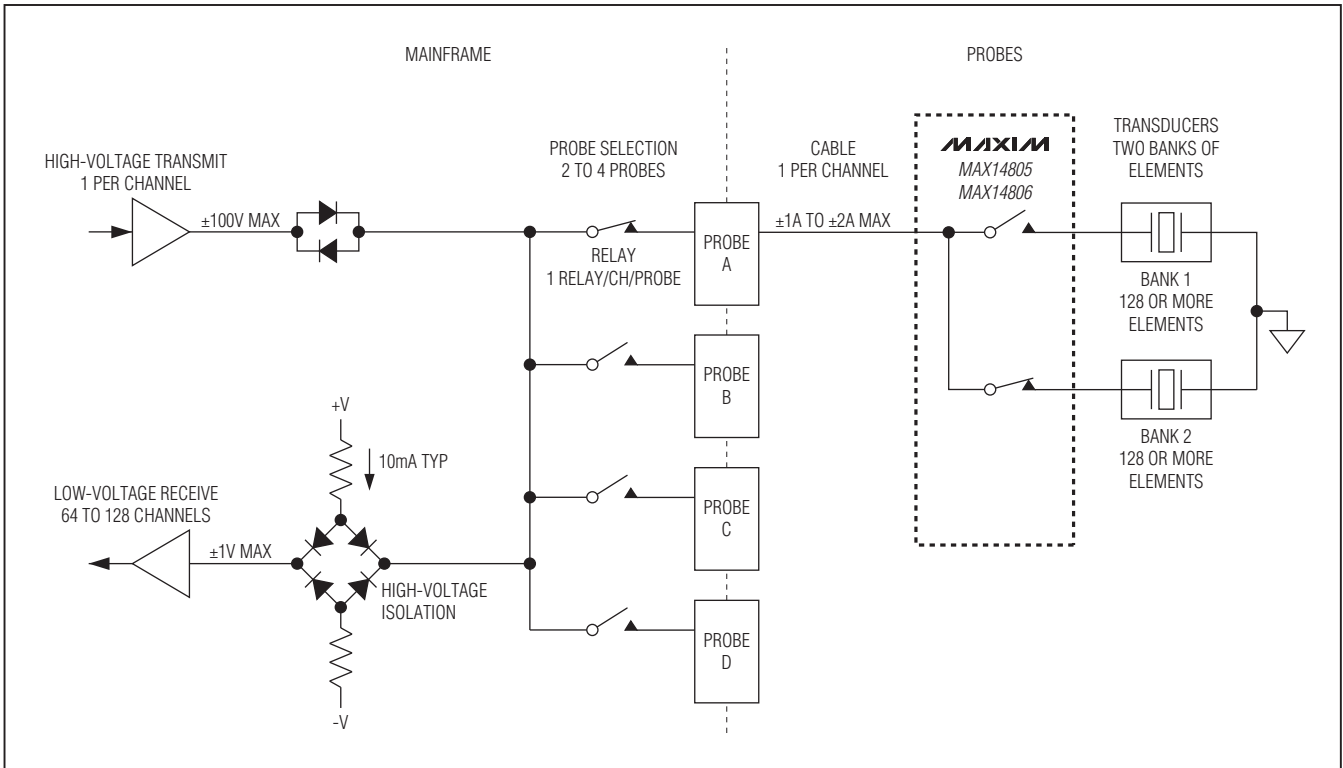 MAINFRAME
PROBES
HIGH-VOLTAGE TRANSMIT
1 PER CHANNEL
±100V MAX
PROBE SELECTION
2 TO 4 PROBES
RELAY
1 RELAY/CH/PROBE
PROBE
A
CABLE
1 PER CHANNEL
±1A TO ±2A MAX
MAXIM
MAX14805
MAX14806
TRANSDUCERS
TWO BANKS OF
ELEMENTS
BANK 1
128 OR MORE
ELEMENTS
PROBE
B
BANK 2
128 OR MORE
ELEMENTS
+V
10mA TYP
LOW-VOLTAGE RECEIVE
64 TO 128 CHANNELS
±1V MAX
HIGH-VOLTAGE
ISOLATION
-V
PROBE
C
PROBE
D